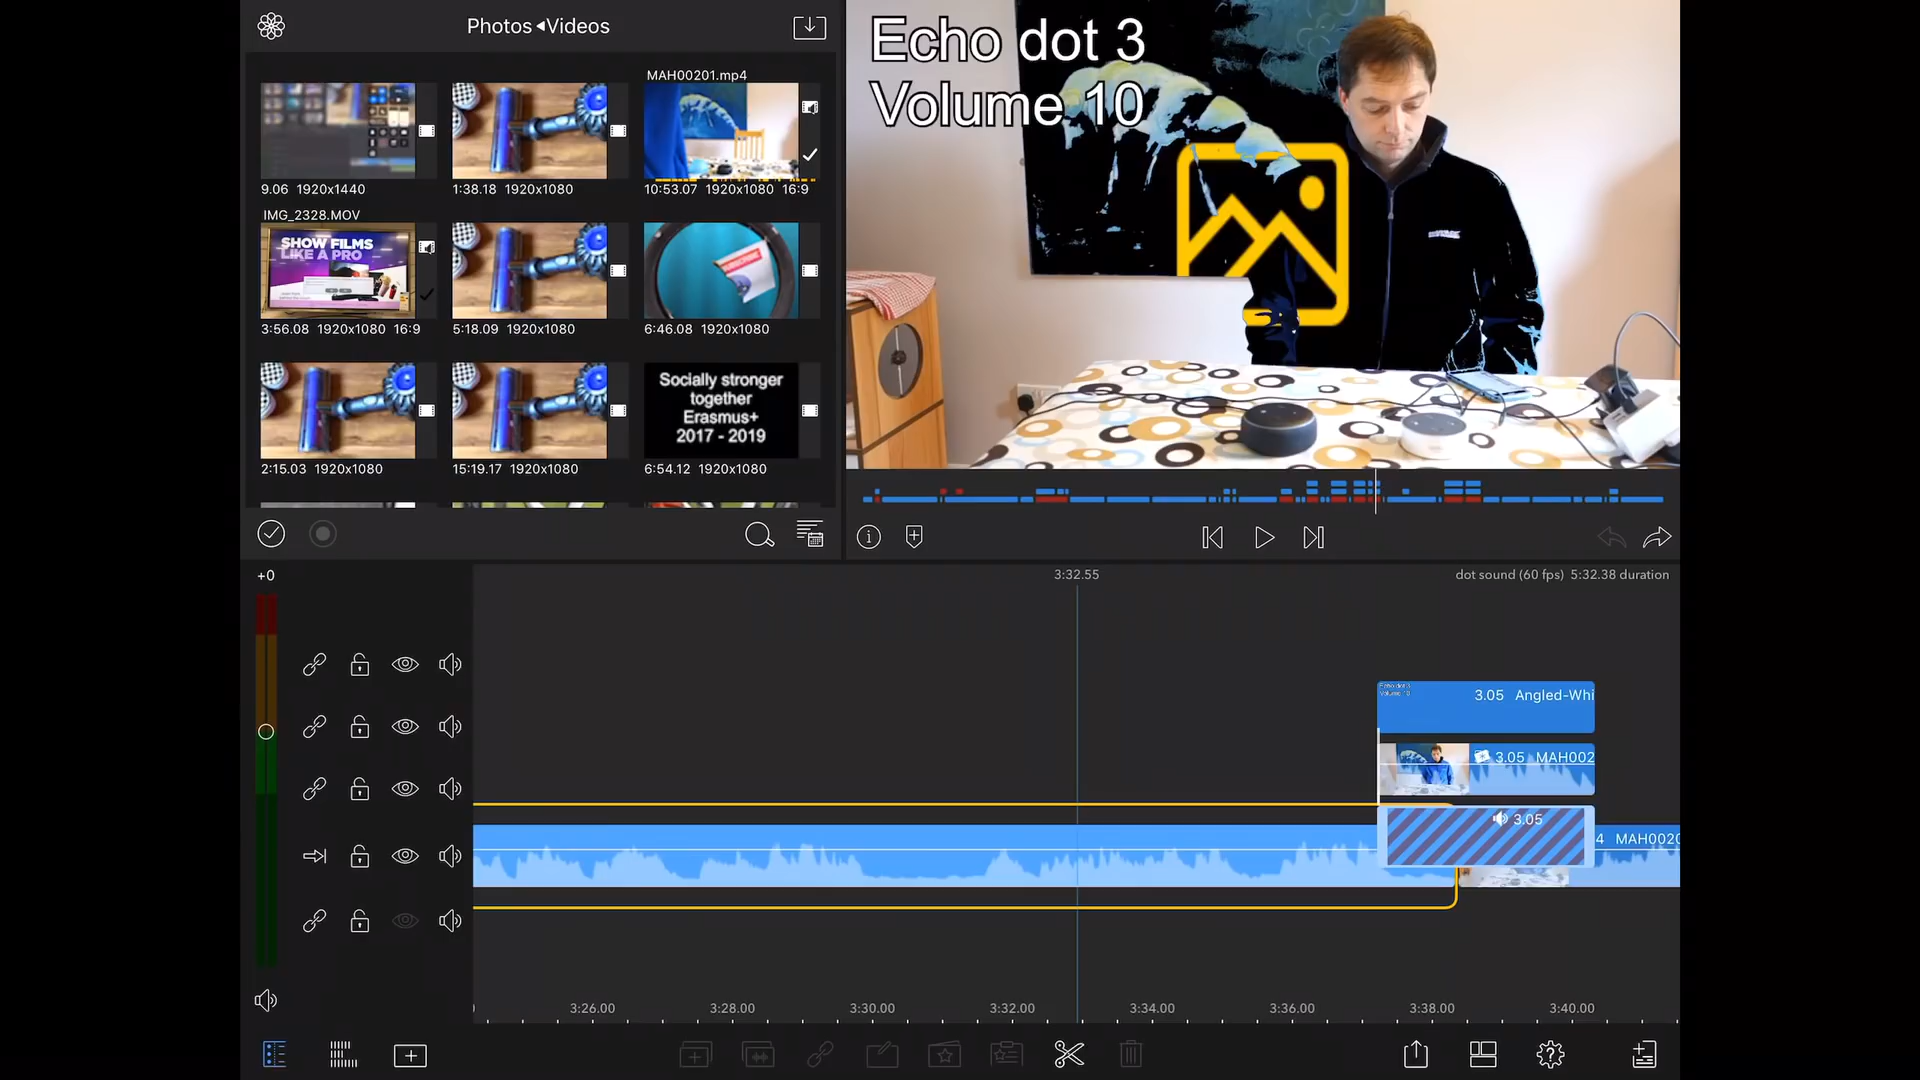 Photos ◂Videos
MAH00201.mp4
9.06 1920x1440
1:38.18 1920x1080
10:53.07 1920x1080 16:9
IMG_2328.MOV
SHOW FILMS
LIKE A PRO
3:56.08 1920x1080 16:9
5:18.09 1920x1080
6:46.08 1920x1080
Socially stronger
together
Erasmus+
2017 - 2019
2:15.03 1920x1080
15:19.17 1920x1080
6:54.12 1920x1080
Echo dot 3
Volume 10
+0
3:32.55
dot sound (60 fps) 5:32.38 duration
Echo dot 3
Volume 10
3.05 Angled-Whi
3.05 MAH002
3.05
4 MAH0020
3:26.00
3:28.00
3:30.00
3:32.00
3:34.00
3:36.00
3:38.00
3:40.00